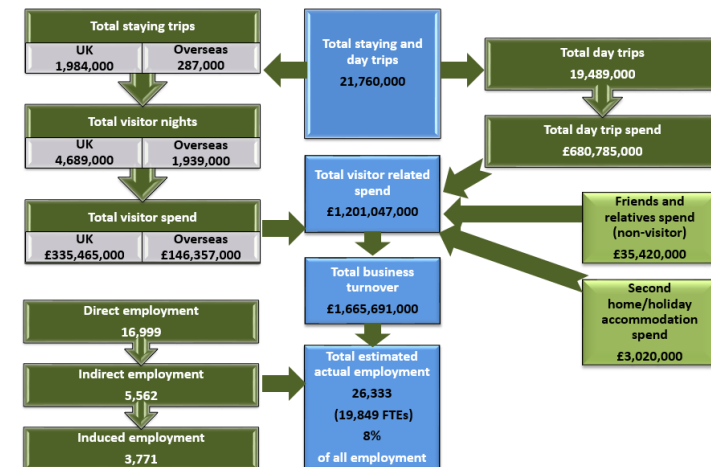 Total staying trips
UK
1,984,000
Overseas
287,000
Total staying and
day trips
21,760,000
Total day trips
19,489,000
Total visitor nights
UK
4,689,000
Overseas
1,939,000
Total day trip spend
£680,785,000
Total visitor related
spend
£1,201,047,000
Total visitor spend
UK
£335,465,000
Overseas
£146,357,000
Friends and
relatives spend
(non-visitor)
£35,420,000
Total business
turnover
£1,665,691,000
Second
home/holiday
accommodation
spend
£3,020,000
Direct employment
16,999
Indirect employment
5,562
Induced employment
3,771
Total estimated
actual employment
26,333
(19,849 FTEs)
8%
of all employment